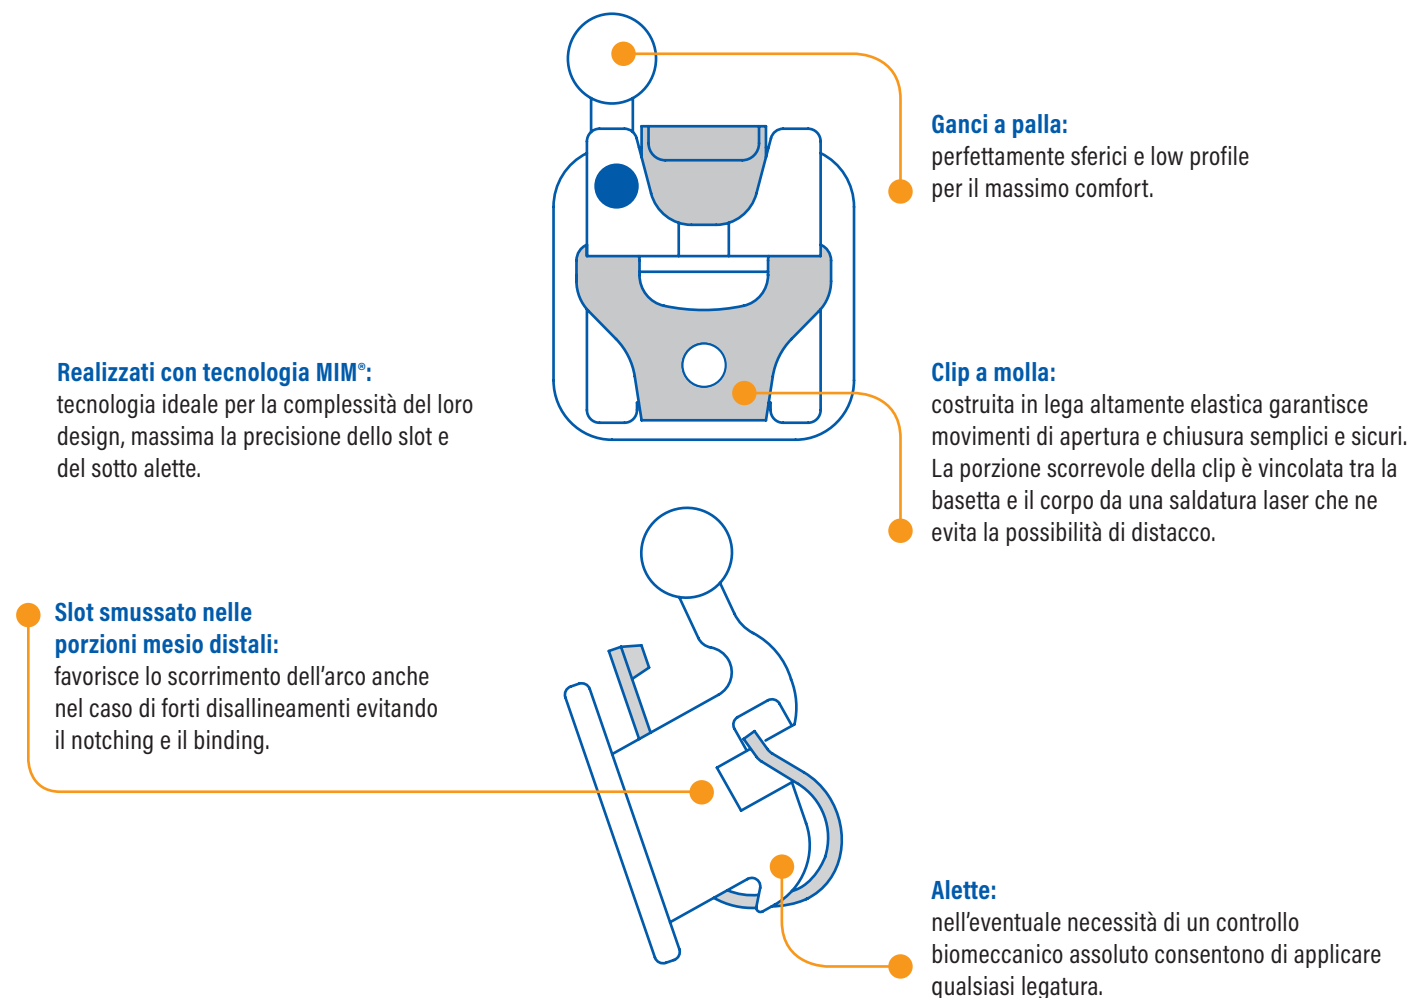 Ganci a palla:
perfettamente sferici e low profile
per il massimo comfort.
Realizzati con tecnologia MIM®:
tecnologia ideale per la complessità del loro
design, massima la precisione dello slot e
del sotto alette.
Clip a molla:
costruita in lega altamente elastica garantisce
movimenti di apertura e chiusura semplici e sicuri.
La porzione scorrevole della clip è vincolata tra la
basetta e il corpo da una saldatura laser che ne
evita la possibilità di distacco.
Slot smussato nelle
porzioni mesio distali:
favorisce lo scorrimento dell’arco anche
nel caso di forti disallineamenti evitando
il notching e il binding.
Alette:
nell’eventuale necessità di un controllo
biomeccanico assoluto consentono di applicare
qualsiasi legatura.